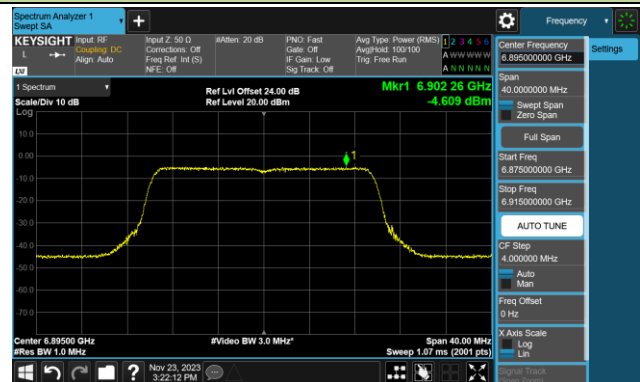 Spectrum Analyzer 1
Swept SA
Frequency
KEYSIGHT
Input: RF
Coupling: DC
Align: Auto
Input Z: 50 Ω
Corrections: Off
Freq Ref: Int (S)
NFE: Off
#Atten: 20 dB
PNO: Fast
Gate: Off
IF Gain: Low
Sig Track: Off
Avg Type: Power (RMS)
Avg|Hold: 100/100
Trig: Free Run
1 2 3 4 5 6
A W W W W W
A N N N N N
L
LXI
1 Spectrum
Scale/Div 10 dB
Log
Ref Lvl Offset 24.00 dB
Ref Level 20.00 dBm
Mkr1 6.902 26 GHz
-4.609 dBm
10.0
0.00
-10.0
-20.0
-30.0
-40.0
-50.0
-60.0
-70.0
1
Center 6.89500 GHz
#Res BW 1.0 MHz
#Video BW 3.0 MHz*
Span 40.00 MHz
Sweep 1.07 ms (2001 pts)
Nov 23, 2023
3:22:12 PM
Center Frequency
6.895000000 GHz
Settings
Span
40.0000000 MHz
Swept Span
Zero Span
Full Span
Start Freq
6.875000000 GHz
Stop Freq
6.915000000 GHz
AUTO TUNE
CF Step
4.000000 MHz
Auto
Man
Freq Offset
0 Hz
X Axis Scale
Log
Lin
Signal Track